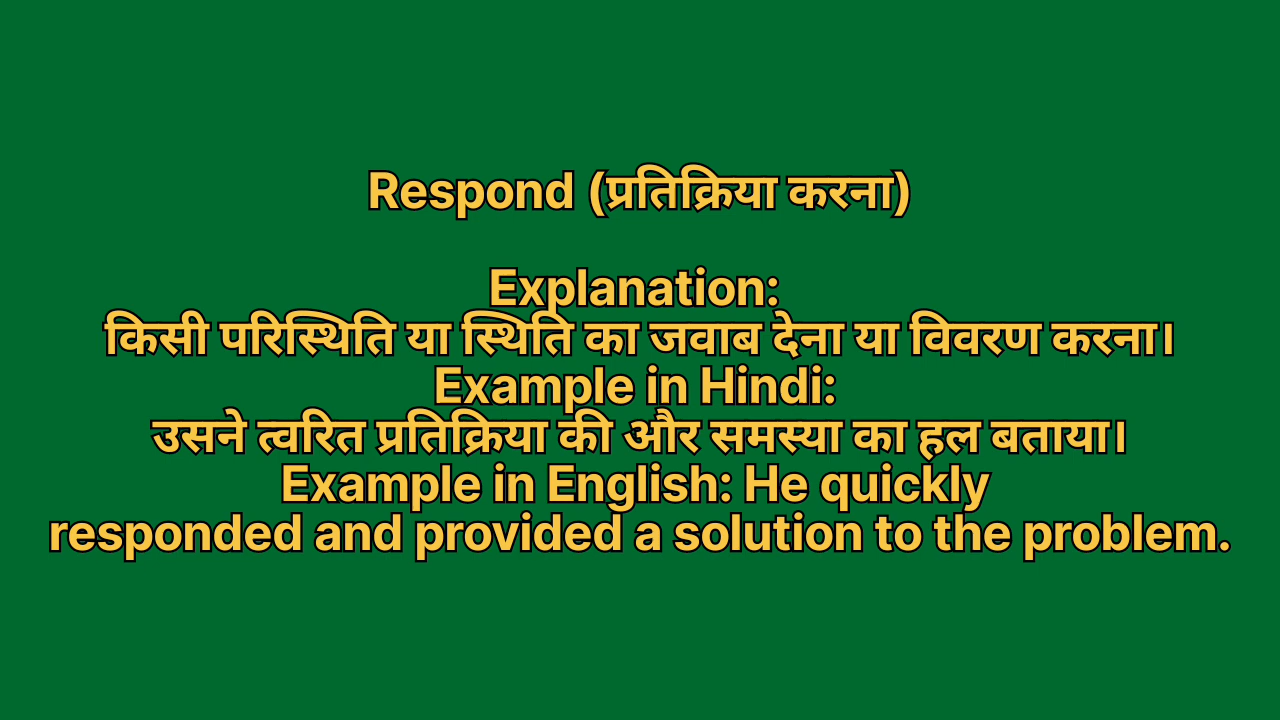 Respond (प्रतिक्रिया करना)
Explanation:
किसी परिस्थिति या स्थिति का जवाब देना या विवरण करना।
Example in Hindi:
उसने त्वरित प्रतिक्रिया की और समस्या का हल बताया।
Example in English: He quickly
responded and provided a solution to the problem.